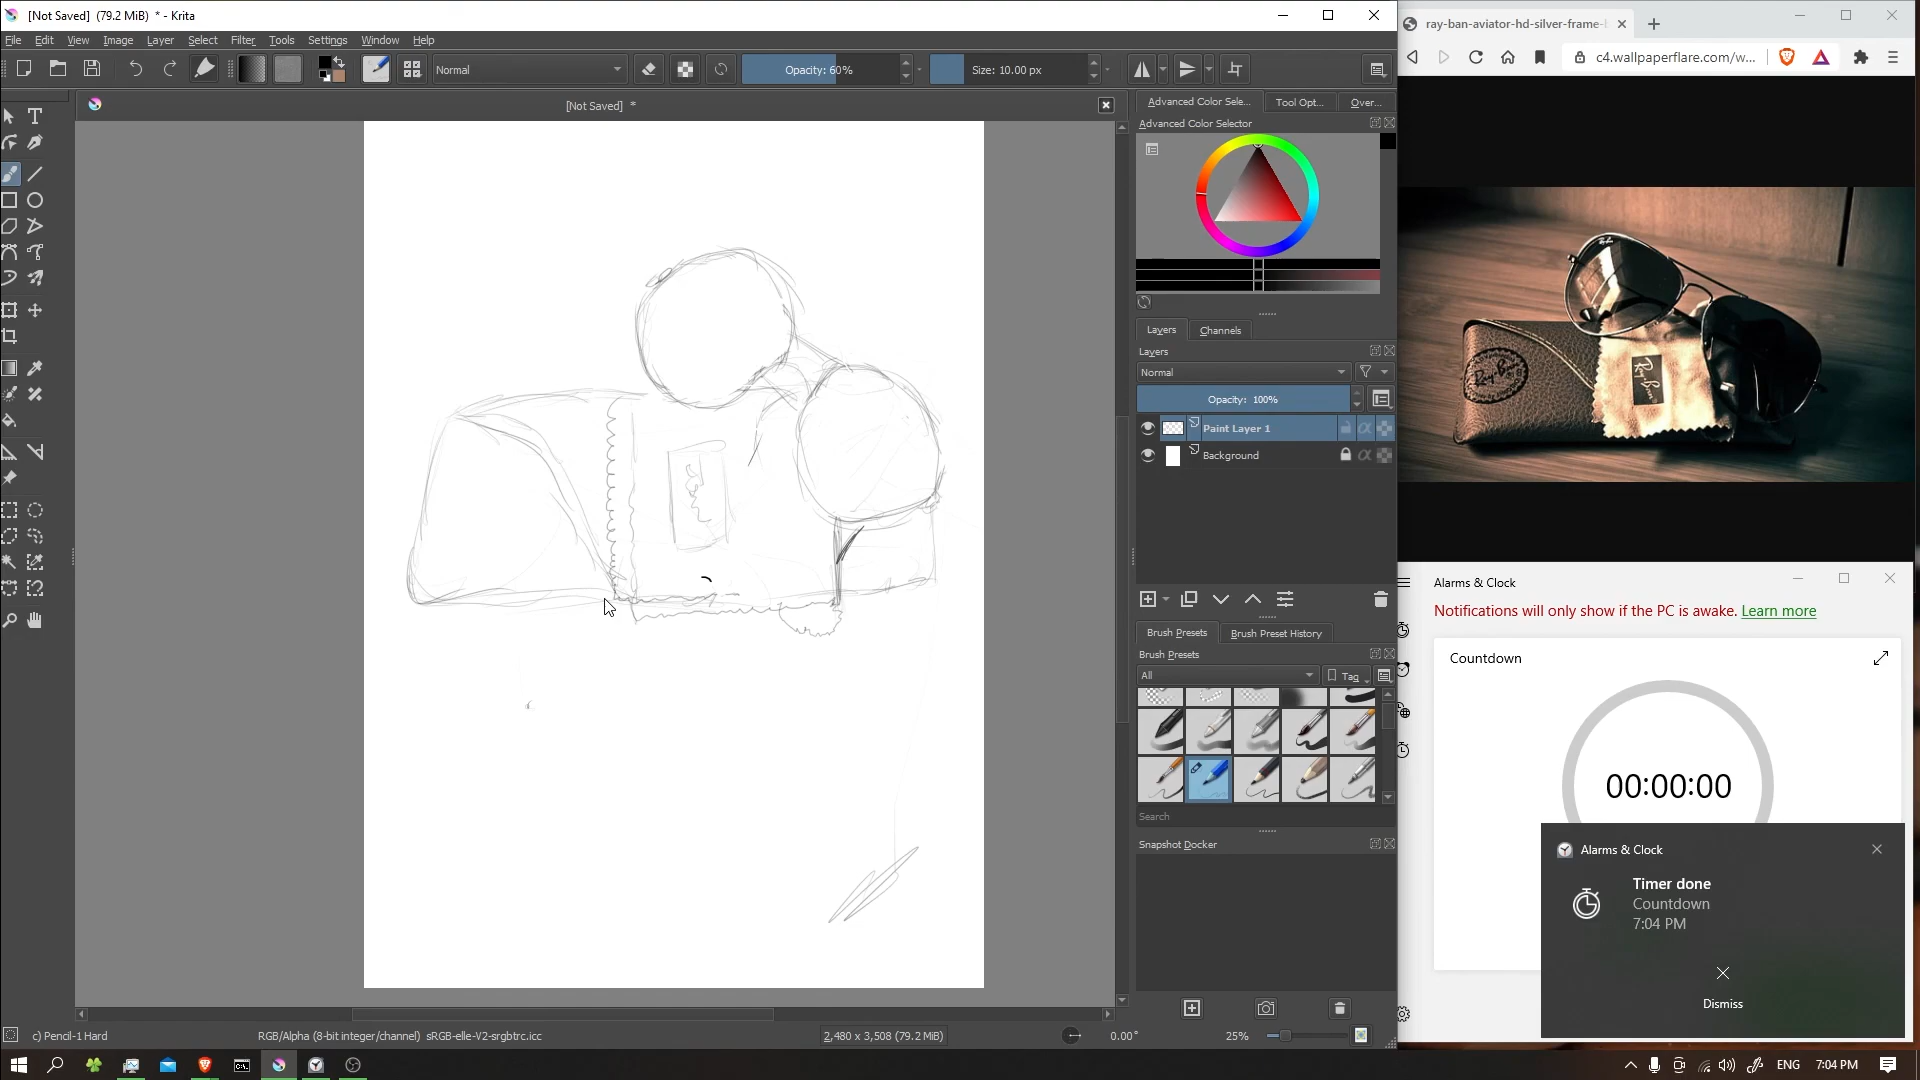 [Not Saved]  (79.2 MiB)  * - Krita
ray-ban-aviator-hd-silver-frame-
File Edit View Image Layer Select Filter Tools Settings Window Help
c4.wallpaperflare.com/w...
Normal
Opacity: 60%
Size: 10.00 px
[Not Saved]  *
Advanced Color Sele...
Tool Opt...
Over...
Advanced Color Selector
Layers
Channels
Layers
Normal
Opacity:  100%
Paint Layer 1
Background
Ray-Ban
Ray-Ban
Brush Presets
Brush Preset History
Brush Presets
All
Tag
Search
Snapshot Docker
Alarms & Clock
Notifications will only show if the PC is awake. Learn more
Countdown
00:00:00
Alarms & Clock
Timer done
Countdown
7:04 PM
Dismiss
c) Pencil-1 Hard
RGB/Alpha (8-bit integer/channel)  sRGB-elle-V2-srgbtrc.icc
2,480 x 3,508 (79.2 MiB)
0.00°
25%
ENG
7:04 PM